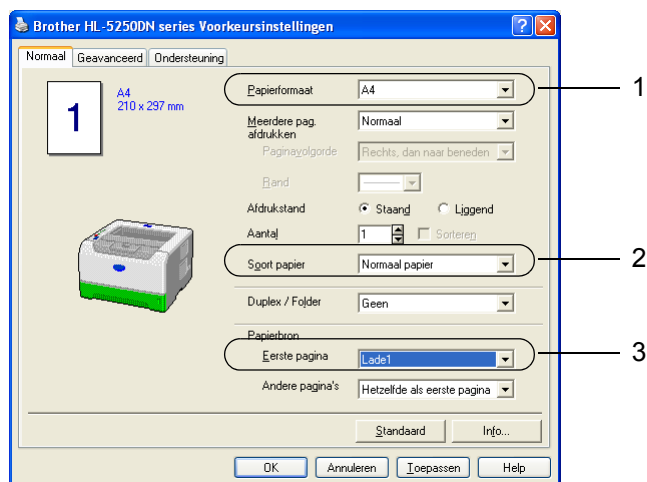 Brother HL-5250DN series Voorkeursinstellingen
Normaal Geavanceerd Ondersteuning
1
A4
210 x 297 mm
Papierformaat A4 1
Meerdere pag. afdrukken Normaal
Paginavolgorde Rechts, dan naar beneden
Rand
Afdrukstand Staand Liggend
Aantal 1 Sorteren
Soort papier Normaal papier 2
Duplex / Folder Geen
Papierbron
Eerste pagina Lade1 3
Andere pagina's Hetzelfde als eerste pagina
Standaard Info...
OK Annuleren Toepassen Help